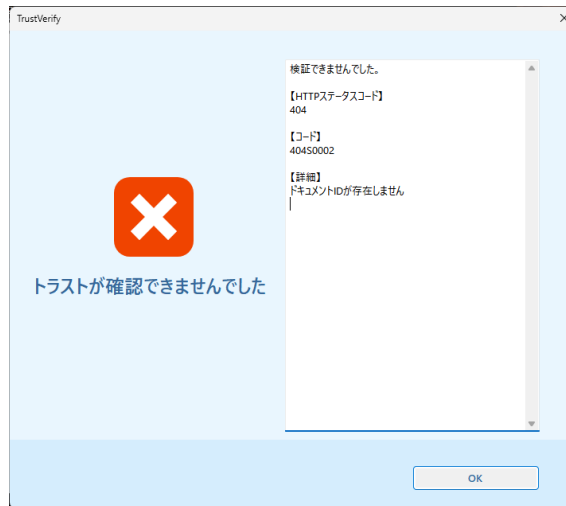 TrustVerify
検証できませんでした。
【HTTPステータスコード】
404
【コード】
404S0002
【詳細】
ドキュメントIDが存在しません
トラストが確認できませんでした
OK